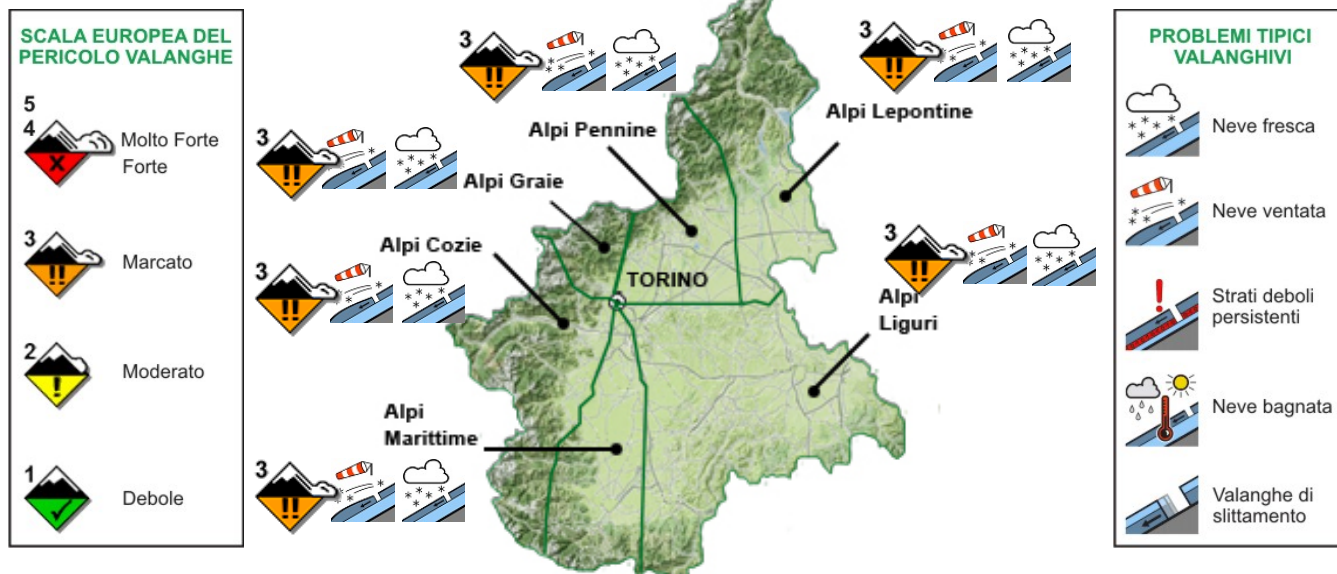 SCALA EUROPEA DEL
PERICOLO VALANGHE
5
4
Molto Forte
Forte
3
Marcato
2
Moderato
1
Debole
3
3
Alpi Pennine
Alpi Lepontine
3
Alpi Graie
Alpi Cozie
3
TORINO
3
Alpi
Liguri
Alpi
Marittime
3
PROBLEMI TIPICI
VALANGHIVI
Neve fresca
Neve ventata
Strati deboli
persistenti
Neve bagnata
Valanghe di
slittamento